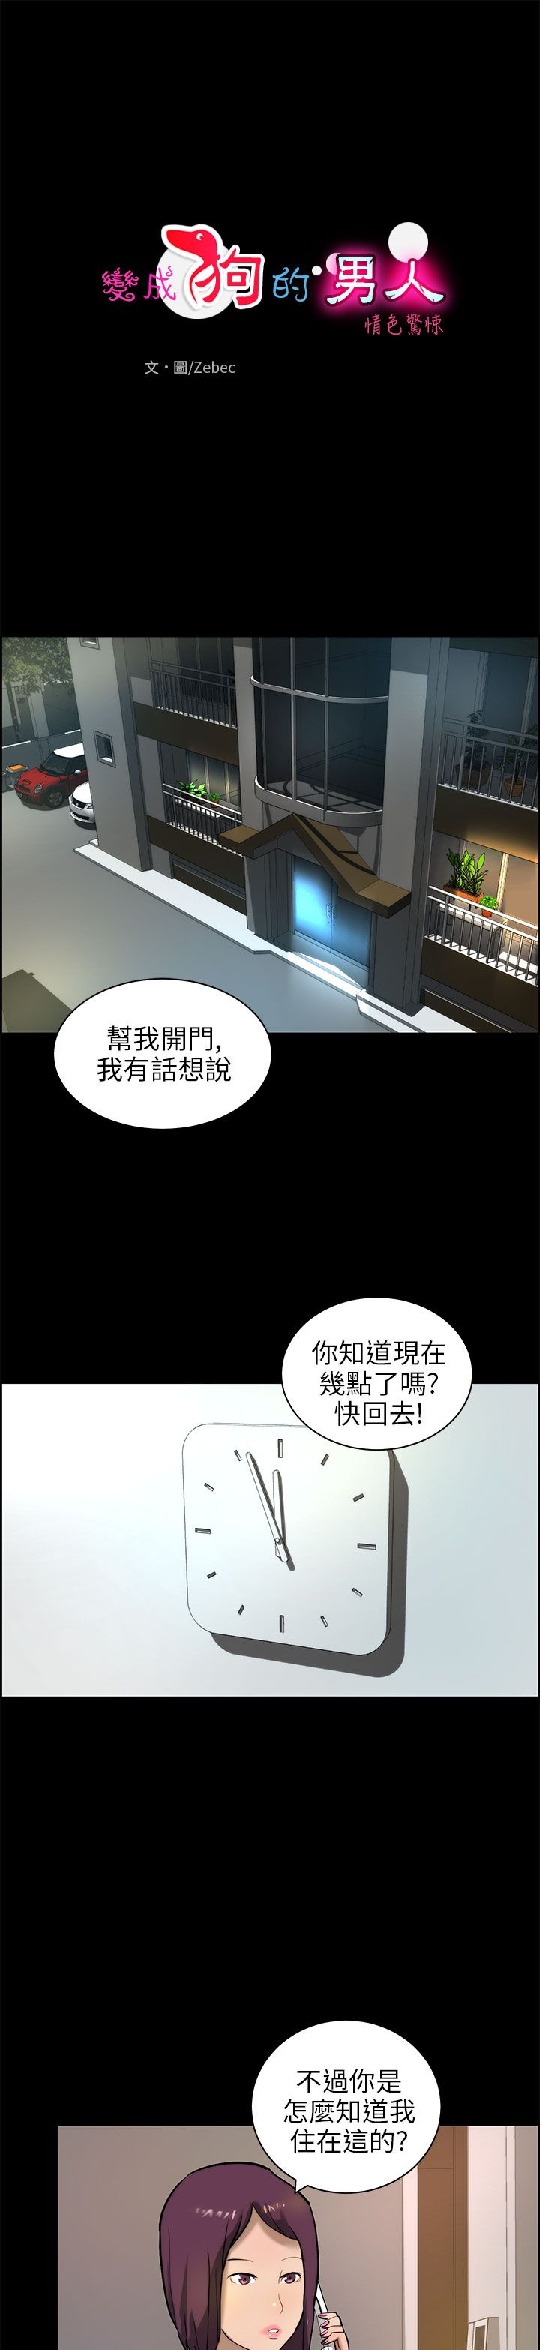 變成狗的男人
情色驚悚
文・圖/Zebec
幫我開門,
我有話想說
你知道現在
幾點了嗎?
快回去!
不過你是
怎麼知道我
住在這的?